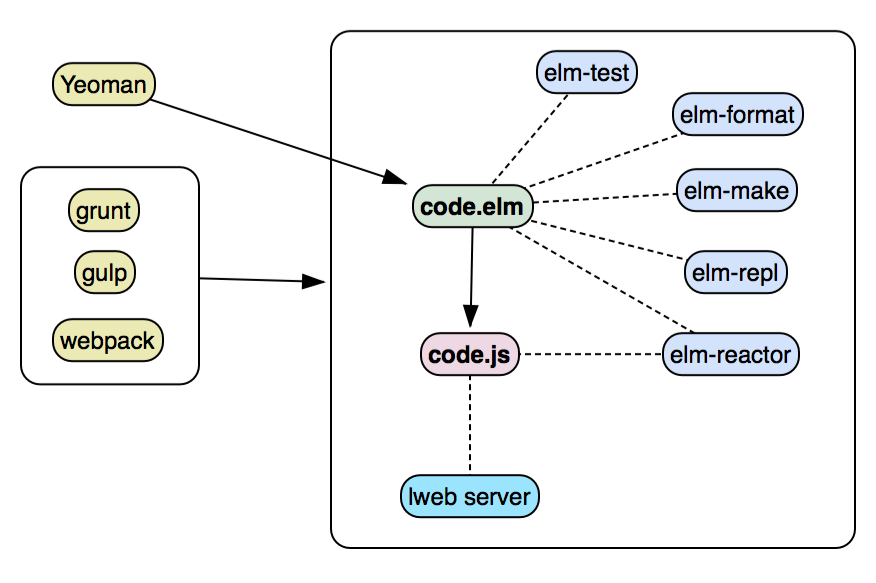 Yeoman
grunt
gulp
webpack
elm-test
elm-format
code.elm
elm-make
elm-repl
code.js
elm-reactor
lweb server